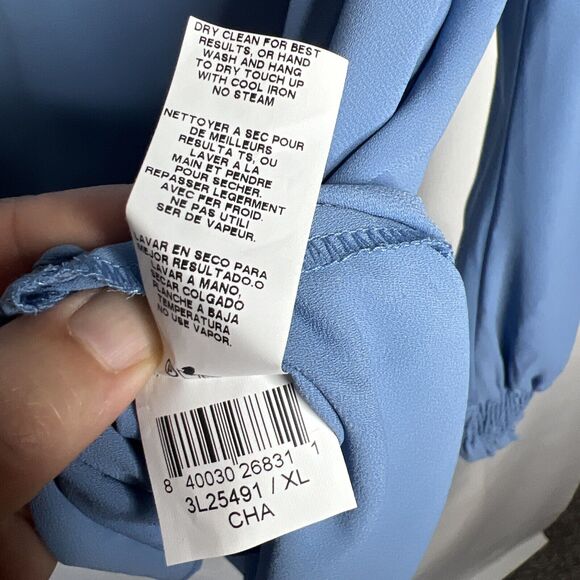 DRY CLEAN FOR BEST
RESULTS, OR HAND
WASH AND HANG
TO DRY TOUCH UP
WITH COOL IRON
NO STEAM
NETTOYER A SEC POUR
DE MEILLEURS
RESULTA TS, OU
LAVER A LA
MAIN ET PENDRE
POUR SECHER.
REPASSER LEGERMENT
AVEC FER FROID.
NE PAS UTILI
SER DE VAPEUR.
LAVAR EN SECO PARA
MEJOR RESULTADO.O
LAVAR A MANO,
SECAR COLGADO
PLANCHE A BAJA
TEMPERATURA
NO USE VAPOR.
8 40030 26831 1
3L25491 / XL
CHA